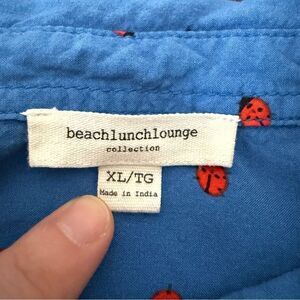 beachlunchlounge
collection
XL/TG
Made in India